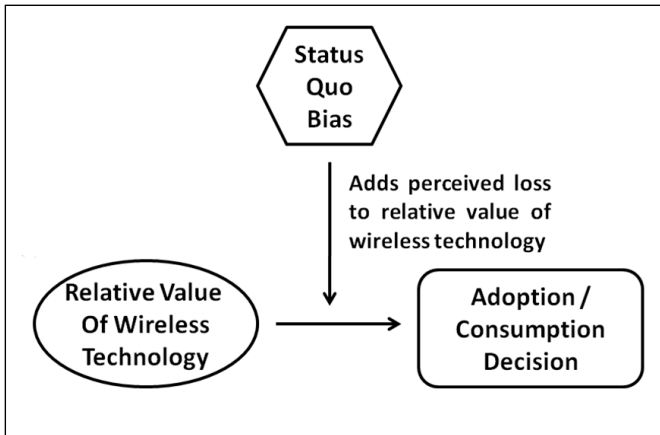 Status
Quo
Bias
Adds perceived loss
to relative value of
wireless technology
Relative Value
Of Wireless
Technology
Adoption /
Consumption
Decision